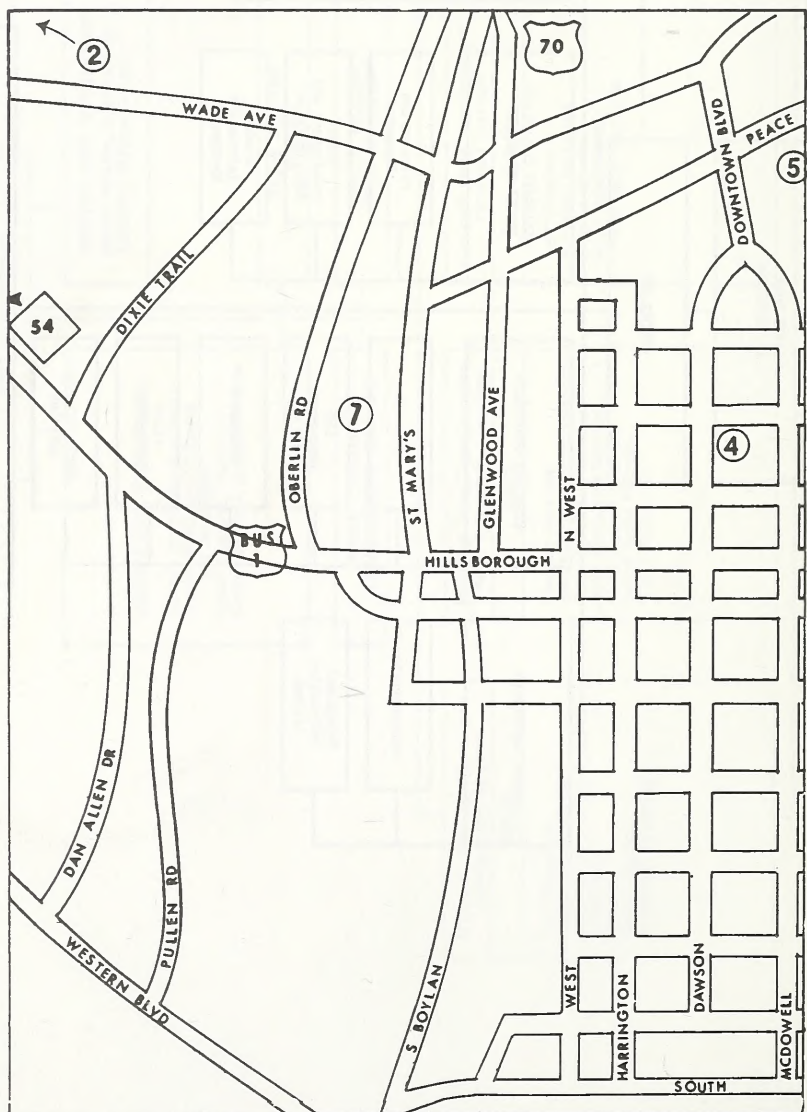 2
70
WADE AVE
DOWNTOWN BLVD
PEACE
5
DIXIE TRAIL
54
OBERLIN RD
7
ST MARY'S
GLENWOOD AVE
N WEST
4
BUS
1
HILLSBOROUGH
DAN ALLEN DR
PULLEN RD
WESTERN BLVD
S BOYLAN
WEST
HARRINGTON
DAWSON
MCDOWELL
SOUTH